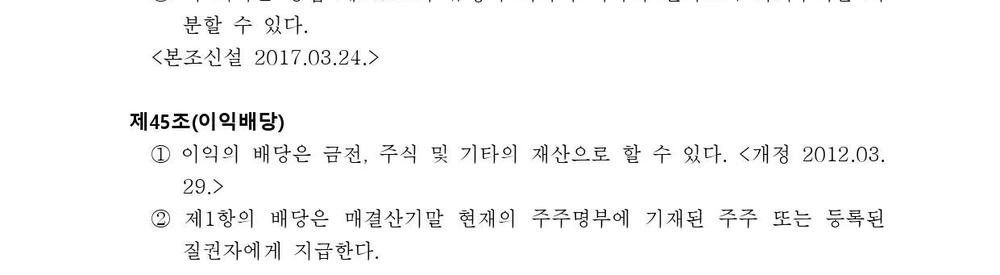 분할 수 있다.
<본조신설 2017.03.24.>
제45조(이익배당)
① 이익의 배당은 금전, 주식 및 기타의 재산으로 할 수 있다. <개정 2012.03.
29.>
② 제1항의 배당은 매결산기말 현재의 주주명부에 기재된 주주 또는 등록된
질권자에게 지급한다.